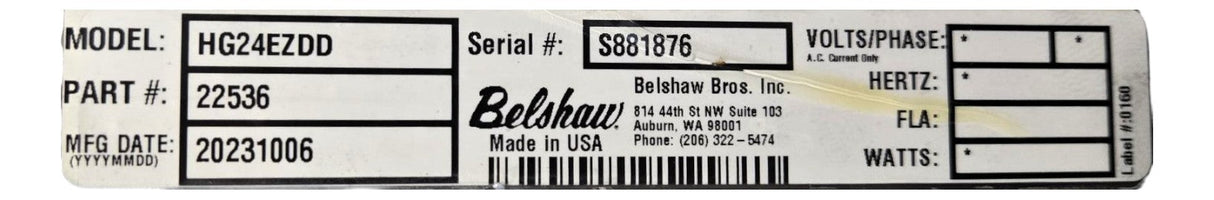 MODEL: HG24EZDD
PART #: 22536
MFG DATE: 20231006
(YYYYMMDD)
Serial #: S881876
Belshaw
Made in USA
Belshaw Bros. Inc.
814 44th St NW Suite 103
Auburn, WA 98001
Phone: (206) 322-5474
VOLTS/PHASE: * *
A.C. Current Only
HERTZ: *
FLA:
WATTS: *
Label #:0160